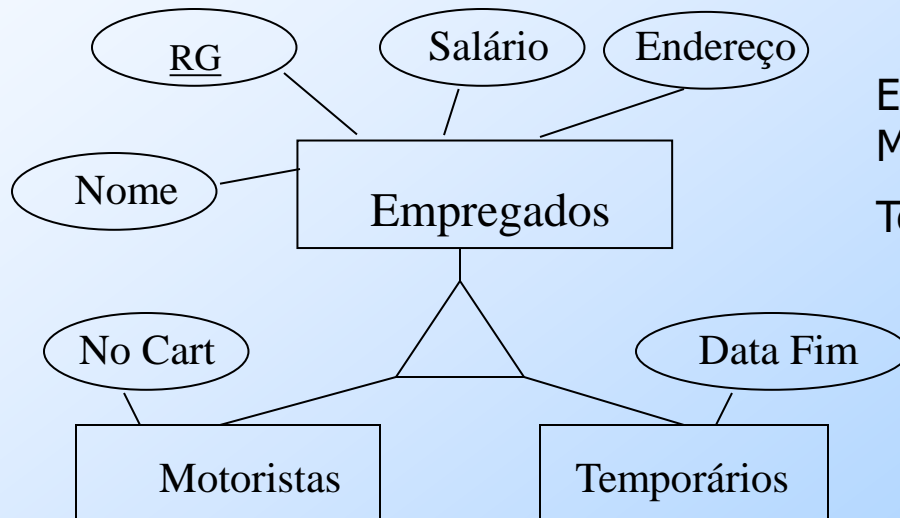 RG
Salário
Endereço
Nome
Empregados
No Cart
Data Fim
Motoristas
Temporários